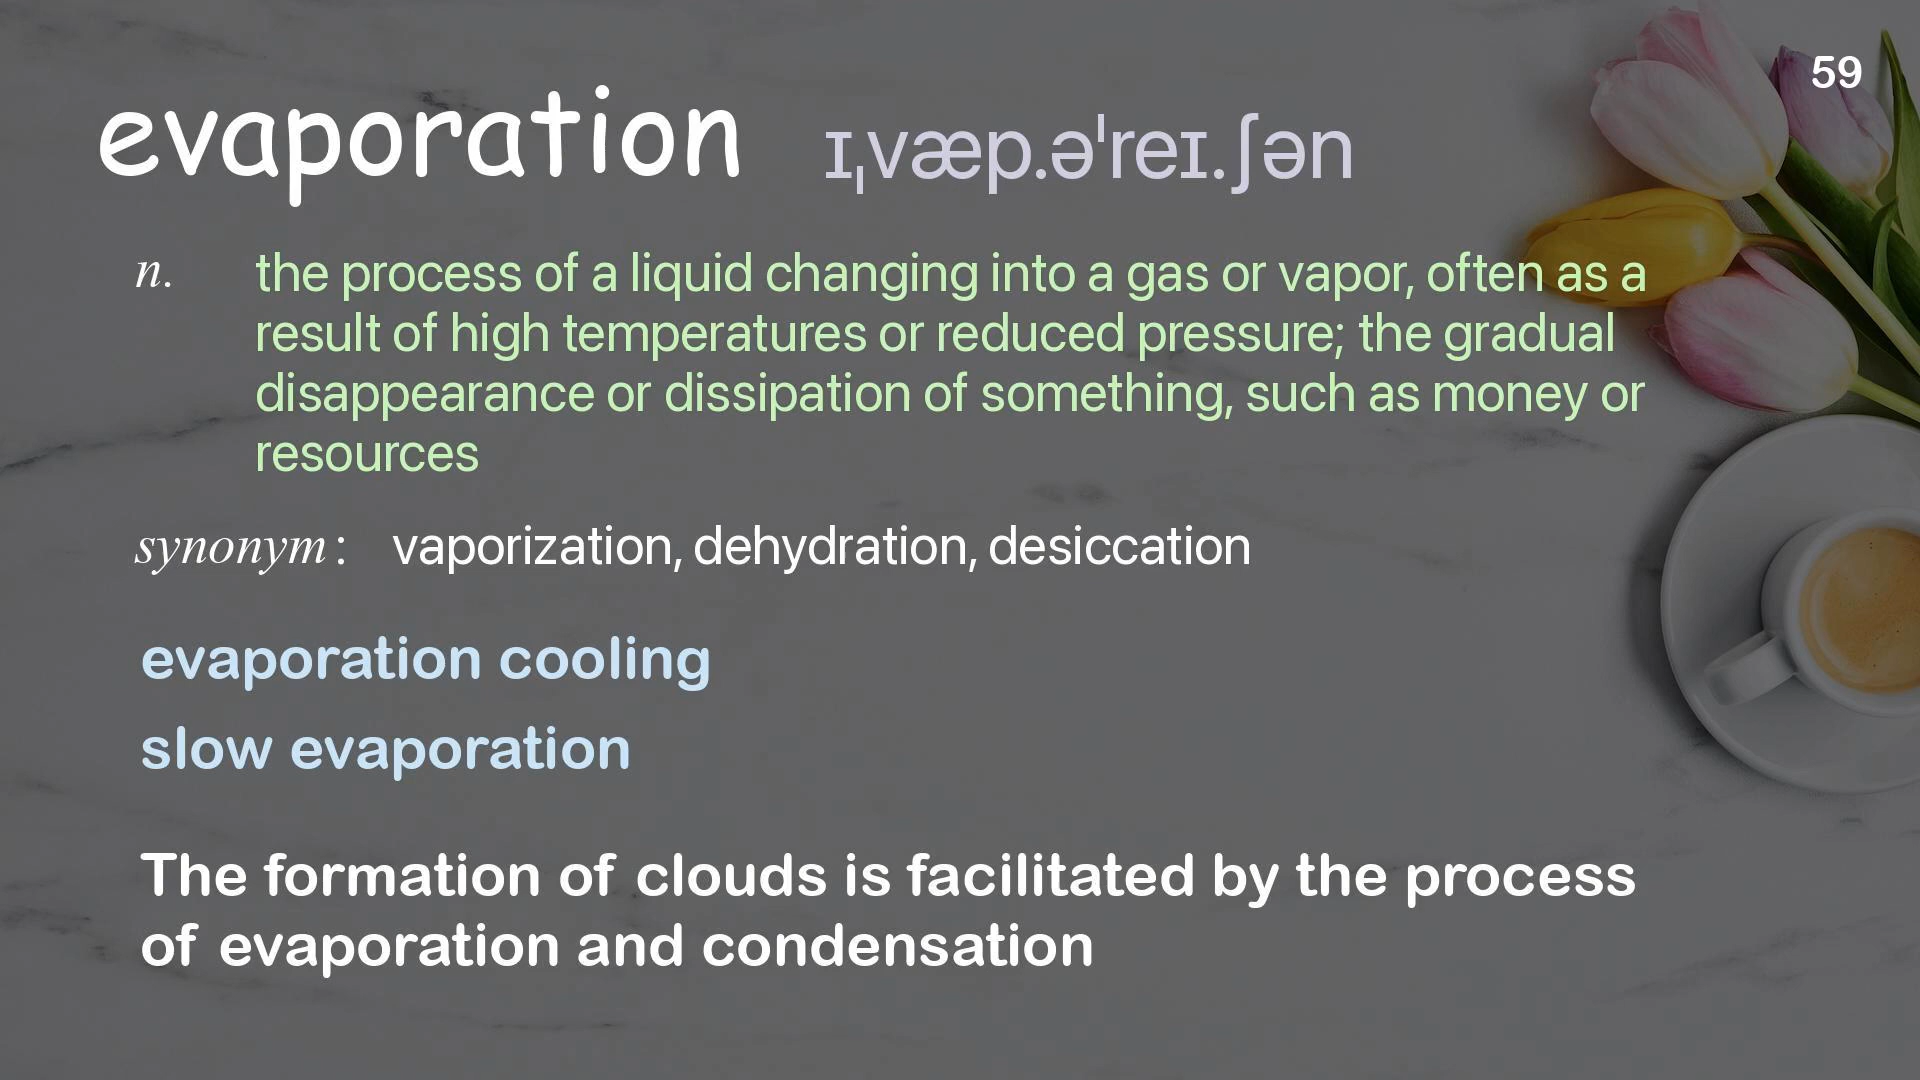 59
evaporation ɪˌvæp.əˈreɪ.ʃən
n. the process of a liquid changing into a gas or vapor, often as a
result of high temperatures or reduced pressure; the gradual
disappearance or dissipation of something, such as money or
resources
synonym: vaporization, dehydration, desiccation
evaporation cooling
slow evaporation
The formation of clouds is facilitated by the process
of evaporation and condensation